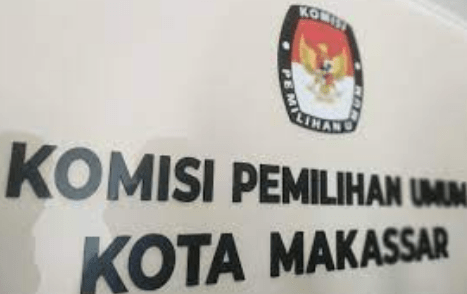 KOMISI
PEMILIHAN UMUM
KOMISI PEMILIHAN UMUM
KOTA MAKASSAR